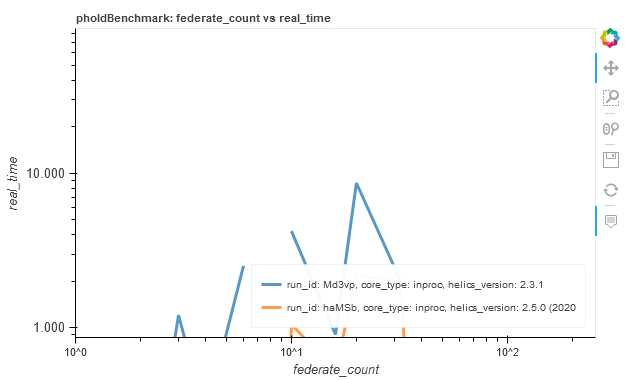 pholdBenchmark: federate_count vs real_time
real_time
10.000
1.000
run_id: Md3vp, core_type: inproc, helics_version: 2.3.1
run_id: haMSb, core_type: inproc, helics_version: 2.5.0 (2020
10^0
10^1
10^2
federate_count